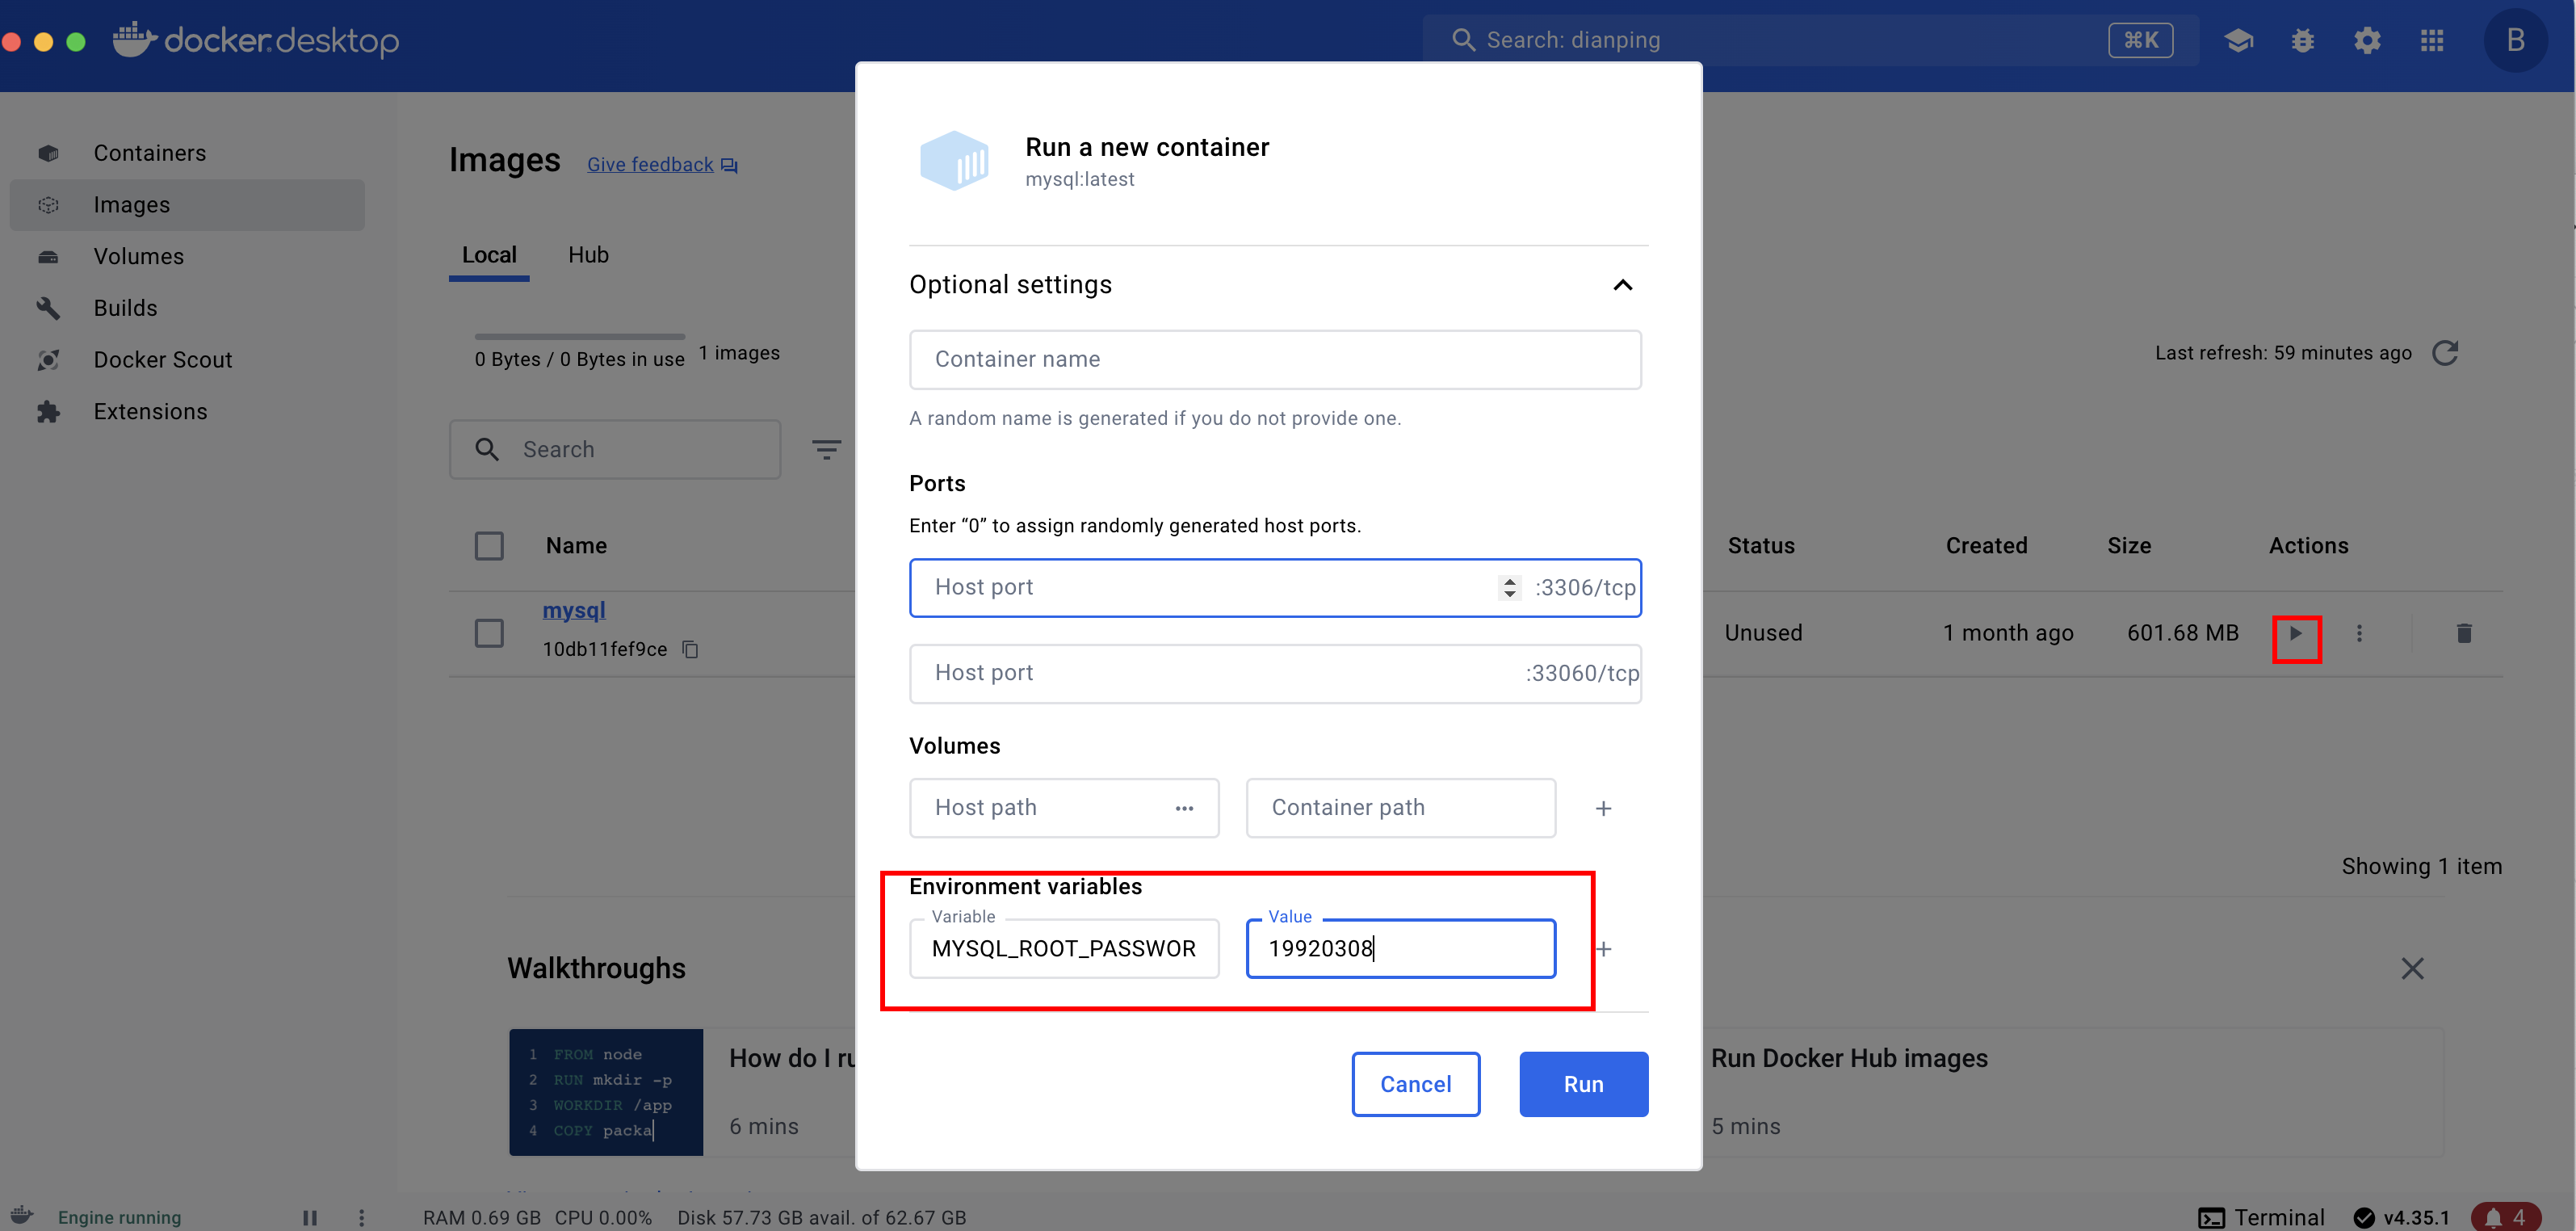 docker desktop
Search: dianping
⌘K
B
Containers
Images
Volumes
Builds
Docker Scout
Extensions
Images
Give feedback
Local
Hub
0 Bytes / 0 Bytes in use
1 images
Last refresh: 59 minutes ago
Search
Name
Status
Created
Size
Actions
mysql
10db11fef9ce
Unused
1 month ago
601.68 MB
Showing 1 item
Run a new container
mysql:latest
Optional settings
Container name
A random name is generated if you do not provide one.
Ports
Enter “0” to assign randomly generated host ports.
Host port
:3306/tcp
Host port
:33060/tcp
Volumes
Host path
Container path
Environment variables
Variable
MYSQL_ROOT_PASSWOR
Value
19920308
Cancel
Run
Walkthroughs
1 FROM node
2 RUN mkdir -p
3 WORKDIR /app
4 COPY packa
How do I ru
6 mins
Run Docker Hub images
5 mins
Engine running
RAM 0.69 GB CPU 0.00% Disk 57.73 GB avail. of 62.67 GB
Terminal
v4.35.1
4